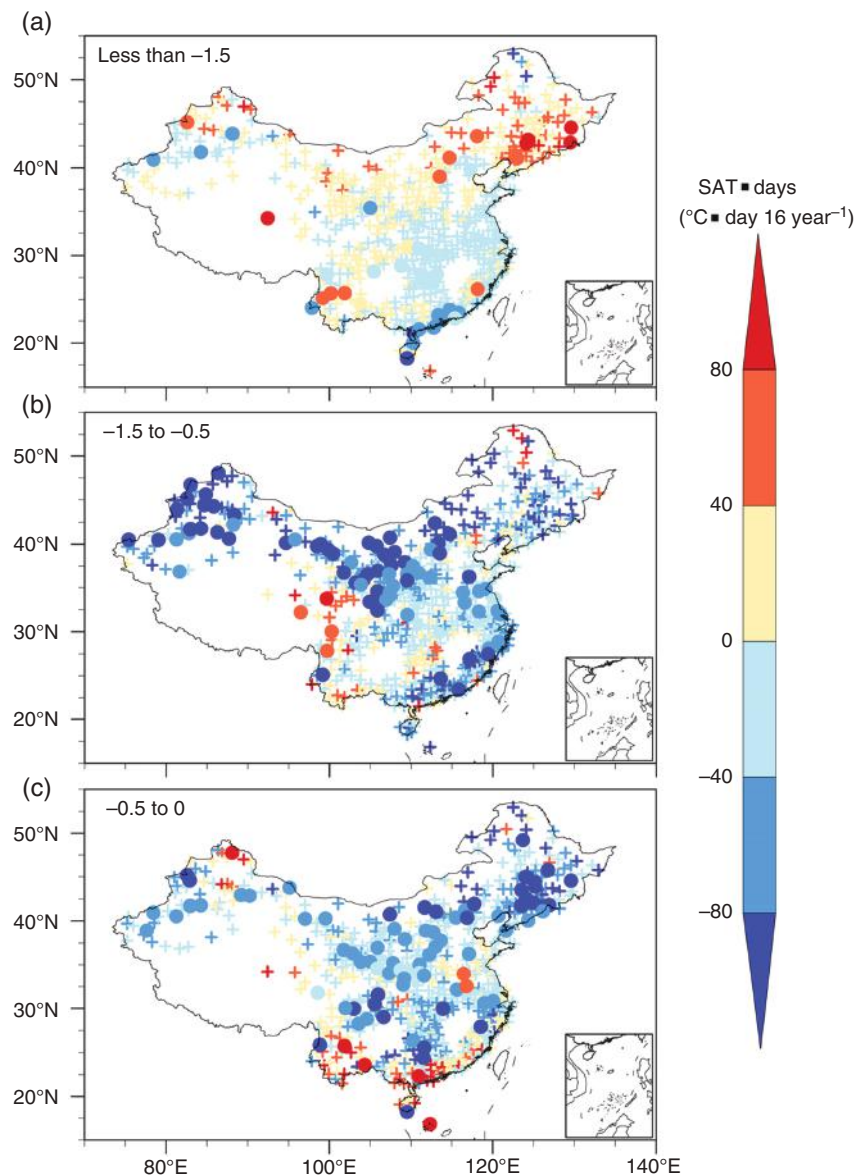 (a)
Less than –1.5
50°N
40°N
30°N
20°N
(b)
–1.5 to –0.5
50°N
40°N
30°N
20°N
(c)
–0.5 to 0
50°N
40°N
30°N
20°N
80°E 100°E 120°E 140°E
SAT ▪ days
(°C ▪ day 16 year⁻¹)
80
40
0
–40
–80